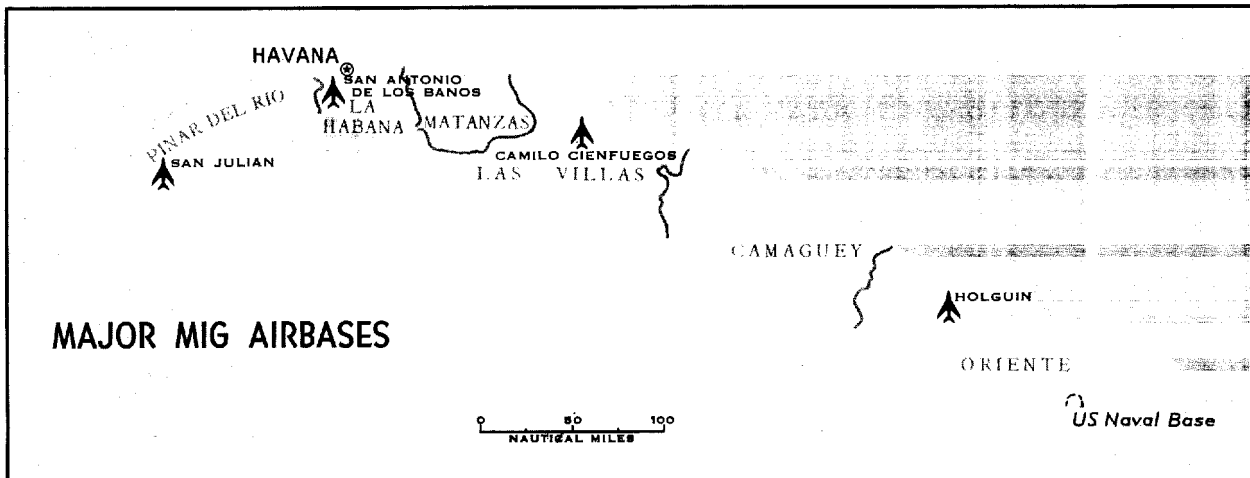 HAVANA
SAN ANTONIO
DE LOS BANOS
PINAR DEL RIO
LA
HABANA
MATANZAS
SAN JULIAN
CAMILO CIENFUEGOS
LAS VILLAS
CAMAGUEY
HOLGUIN
MAJOR MIG AIRBASES
ORIENTE
0 50 100
NAUTICAL MILES
US Naval Base